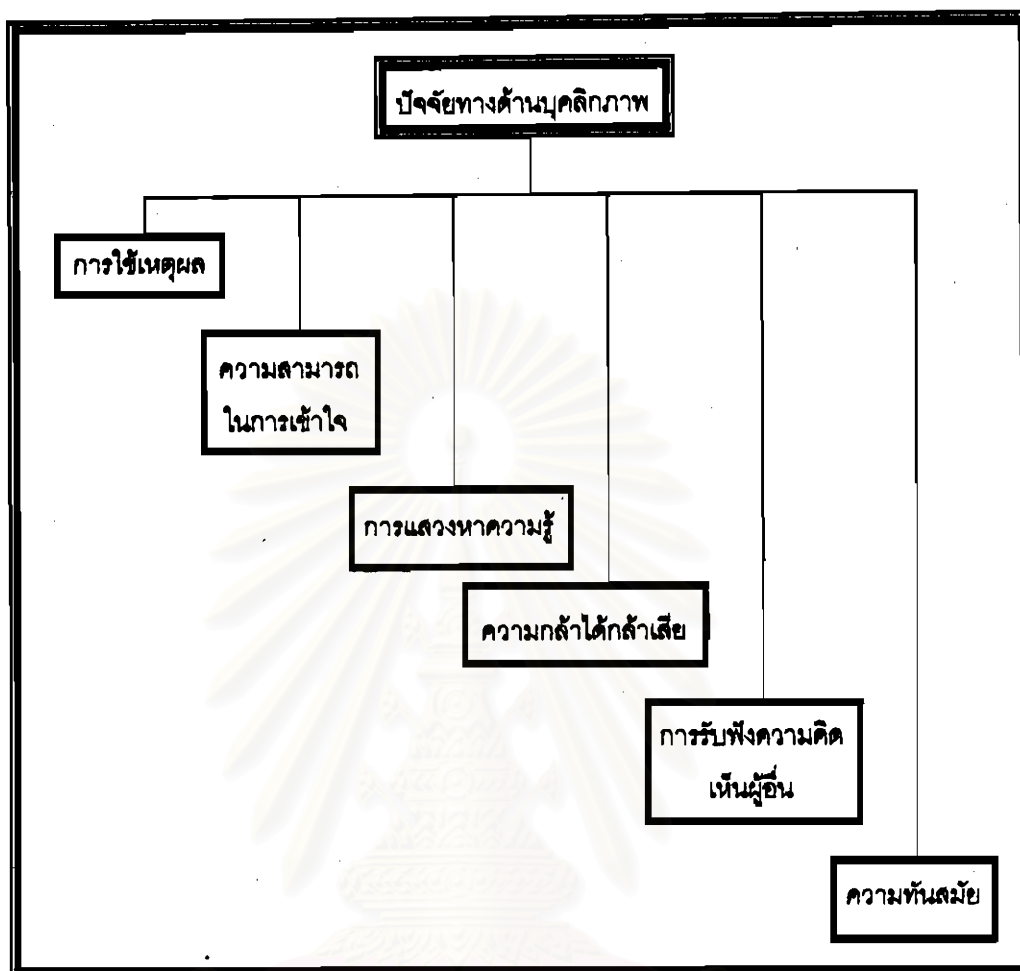 ปัจจัยทางด้านบุคลิกภาพ
การใช้เหตุผล
ความสามารถ
ในการเข้าใจ
การแสวงหาความรู้
ความกล้าได้กล้าเสีย
การรับฟังความคิด
เห็นผู้อื่น
ความทันสมัย